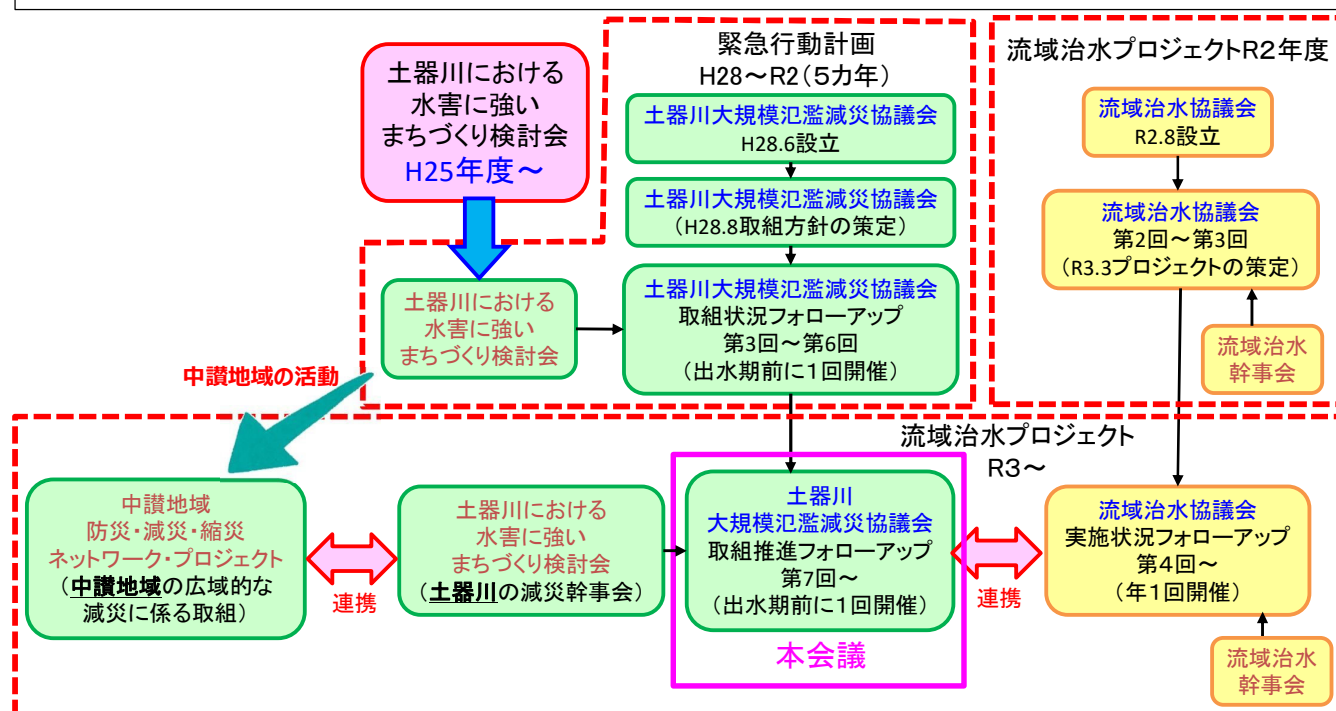 土器川における
水害に強い
まちづくり検討会
H25年度～
緊急行動計画
H28～R2(5カ年)
土器川大規模氾濫減災協議会
H28.6設立
土器川大規模氾濫減災協議会
(H28.8取組方針の策定)
土器川における
水害に強い
まちづくり検討会
土器川大規模氾濫減災協議会
取組状況フォローアップ
第3回～第6回
(出水期前に1回開催)
流域治水プロジェクトR2年度
流域治水協議会
R2.8設立
流域治水協議会
第2回～第3回
(R3.3プロジェクトの策定)
流域治水
幹事会
中讃地域の活動
流域治水プロジェクト
R3～
中讃地域
防災・減災・縮災
ネットワーク・プロジェクト
(中讃地域の広域的な
減災に係る取組)
連携
土器川における
水害に強い
まちづくり検討会
(土器川の減災幹事会)
土器川
大規模氾濫減災協議会
取組推進フォローアップ
第7回～
(出水期前に1回開催)
本会議
連携
流域治水協議会
実施状況フォローアップ
第4回～
(年1回開催)
流域治水
幹事会